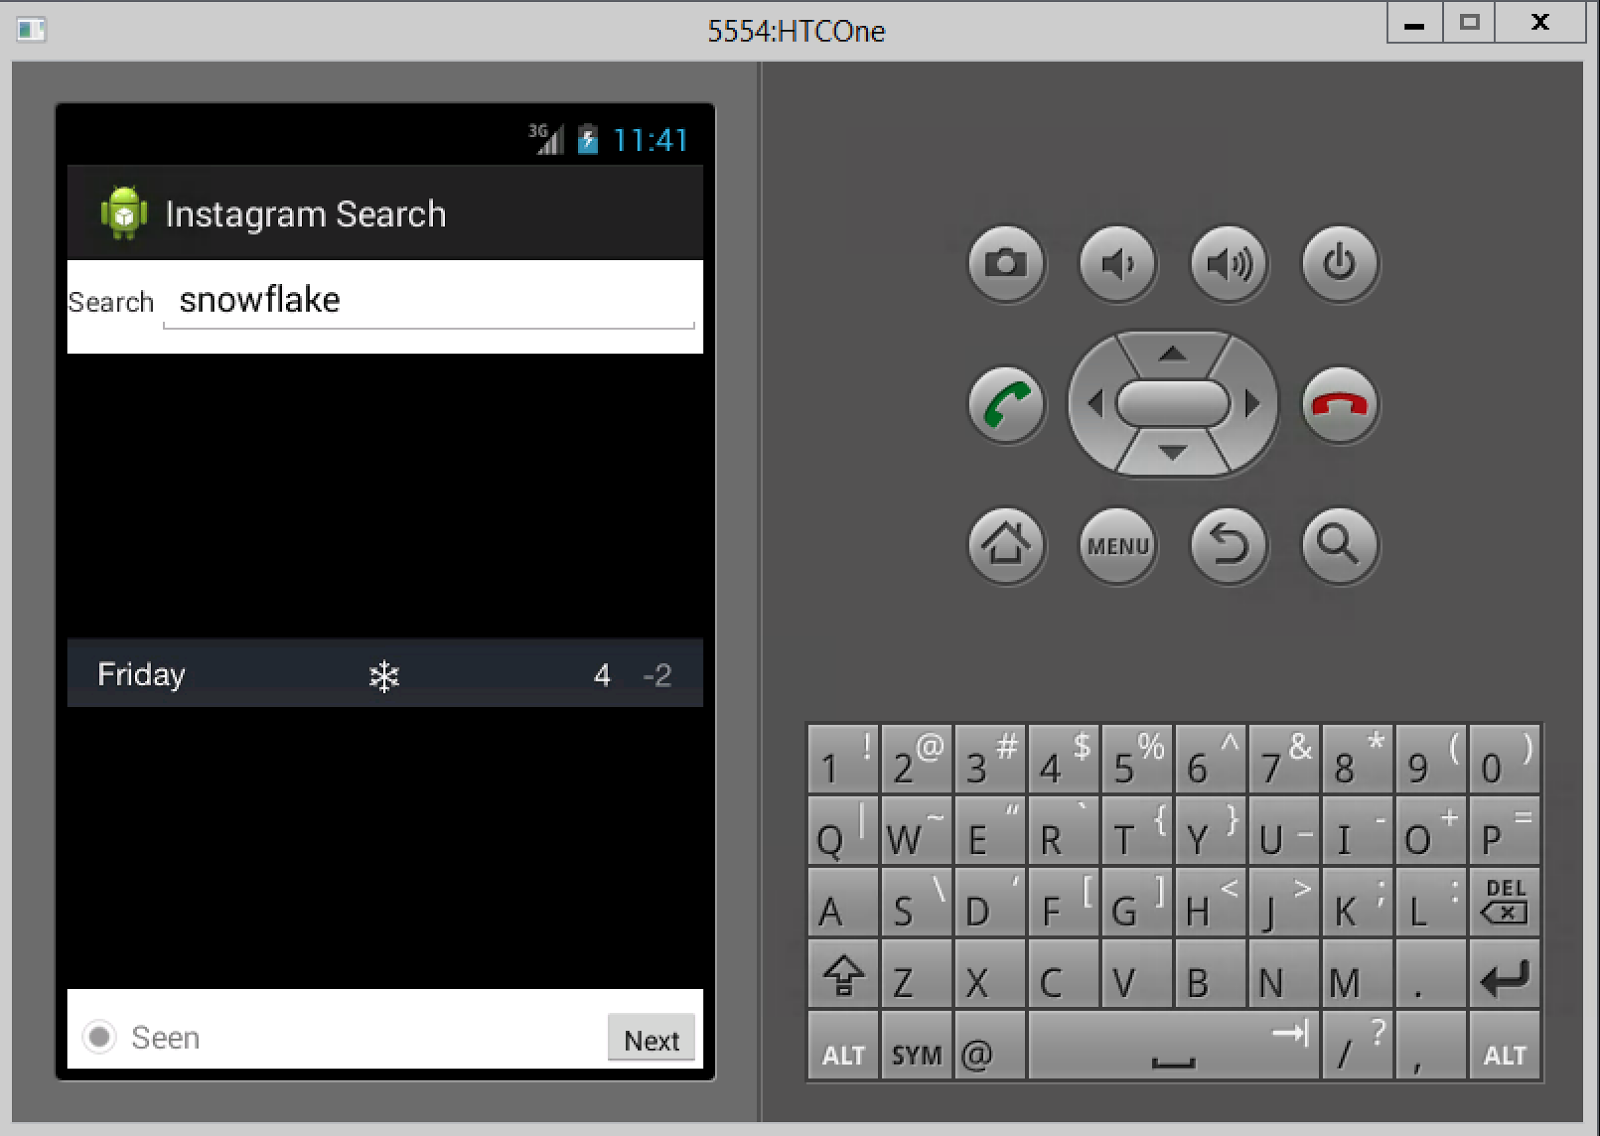 5554:HTCOne
3G 11:41
Instagram Search
Search snowflake
Friday 4 -2
Seen Next
MENU
1 ! 2 @ 3 # 4 $ 5 % 6 ^ 7 & 8 * 9 ( 0 )
Q | W ~ E “ R ` T { Y } U _ I - O + P =
A S \ D ‘ F [ G ] H < J > K ; L : DEL
Z X C V B N M .
ALT SYM @ / ? , ALT